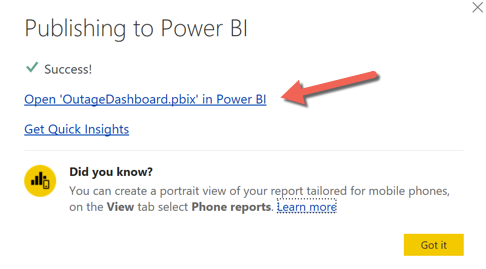 Publishing to Power BI
Success!
Open 'OutageDashboard.pbix' in Power BI
Get Quick Insights
Did you know?
You can create a portrait view of your report tailored for mobile phones,
on the View tab select Phone reports. Learn more
Got it